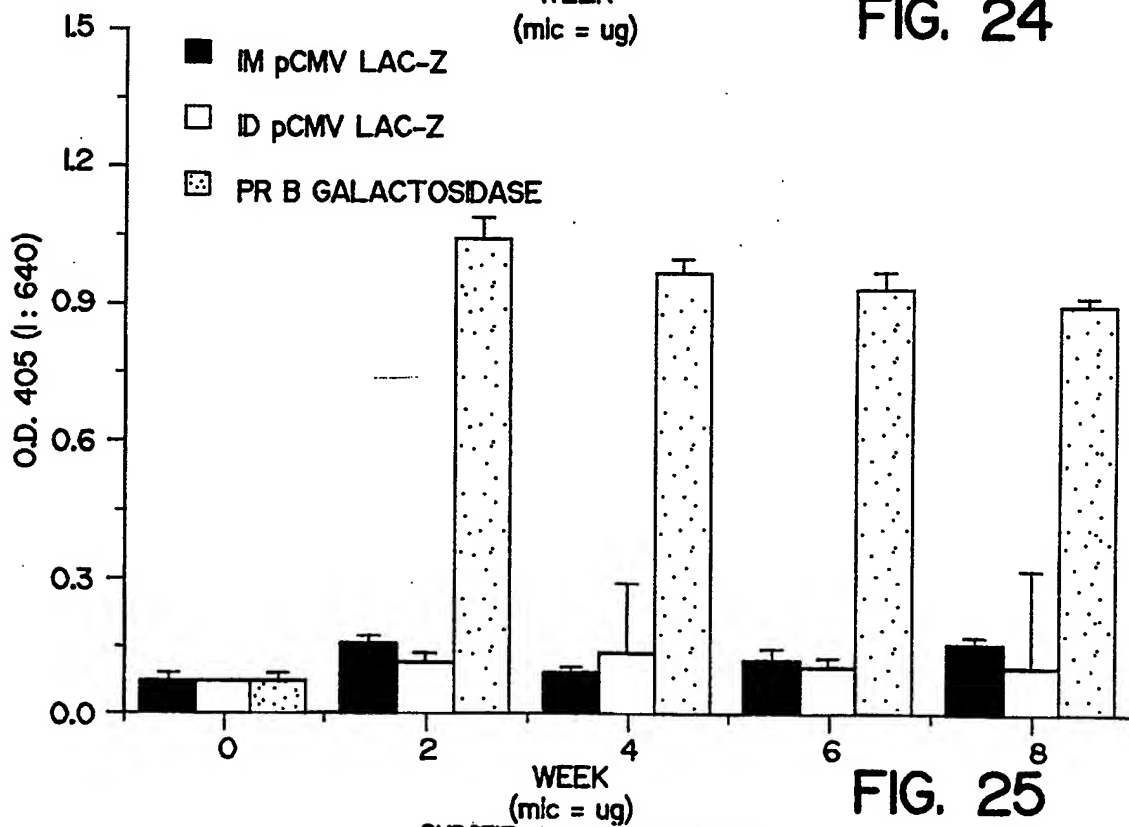 (mic = ug)
FIG. 24
1.5
1.2
0.9
0.6
0.3
0.0
O.D. 405 (1: 640)
IM pCMV LAC-Z
ID pCMV LAC-Z
PR B GALACTOSIDASE
0 2 4 6 8
WEEK
(mic = ug)
FIG. 25